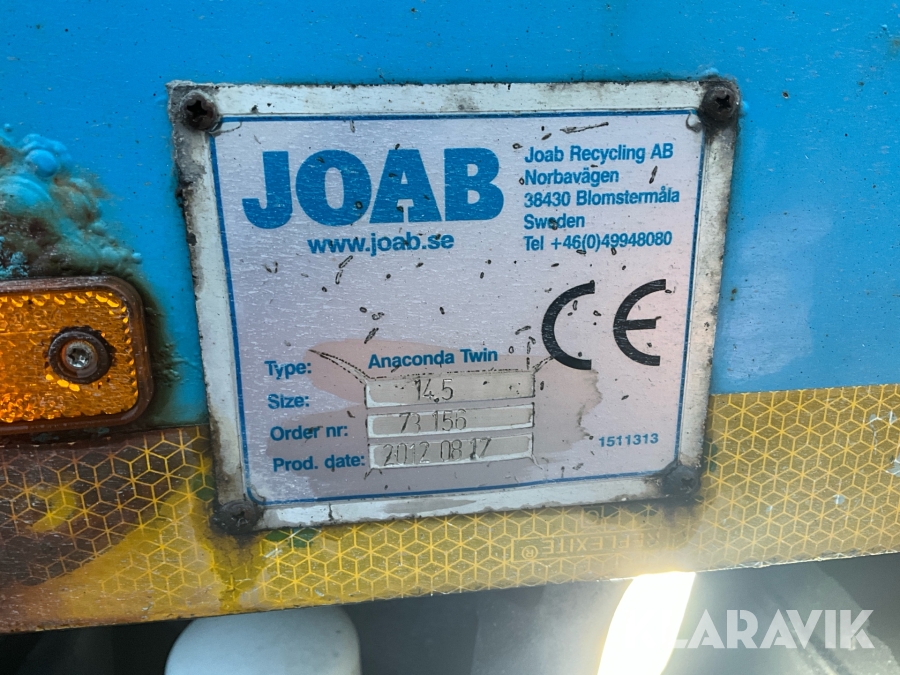 JOAB
www.joab.se
Joab Recycling AB
Norbavägen
38430 Blomstermåla
Sweden
Tel +46(0)49948080
CE
Type: Anaconda Twin
Size: 14.5
Order nr: 73 156
Prod. date: 2012 08 17
1511313
REFLEXITE®
KLARAVIK